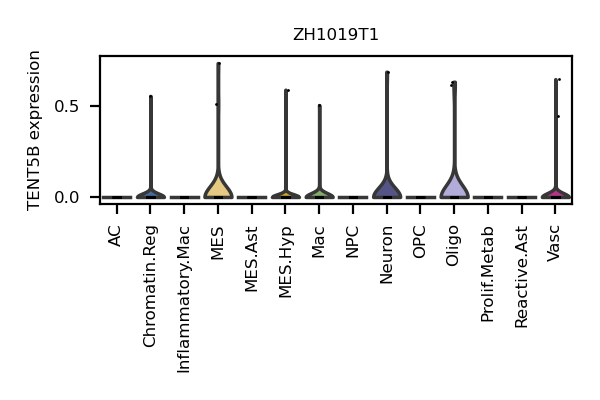 ZH1019T1
TENT5B expression
0.5
0.0
AC
Chromatin.Reg
Inflammatory.Mac
MES
MES.Ast
MES.Hyp
Mac
NPC
Neuron
OPC
Oligo
Prolif.Metab
Reactive.Ast
Vasc